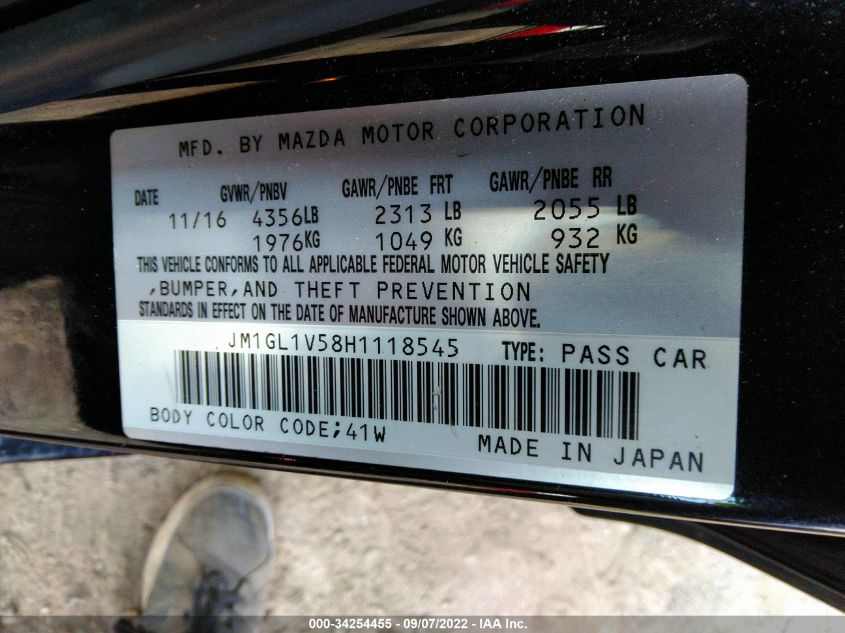 MFD. BY MAZDA MOTOR CORPORATION
DATE GVWR/PNBV GAWR/PNBE FRT GAWR/PNBE RR
11/16 4356LB 2313 LB 2055 LB
1976KG 1049 KG 932 KG
THIS VEHICLE CONFORMS TO ALL APPLICABLE FEDERAL MOTOR VEHICLE SAFETY
,BUMPER,AND THEFT PREVENTION
STANDARDS IN EFFECT ON THE DATE OF MANUFACTURE SHOWN ABOVE.
JM1GL1V58H1118545 TYPE: PASS CAR
BODY COLOR CODE;41W
MADE IN JAPAN
000-34254455 - 09/07/2022 - IAA Inc.